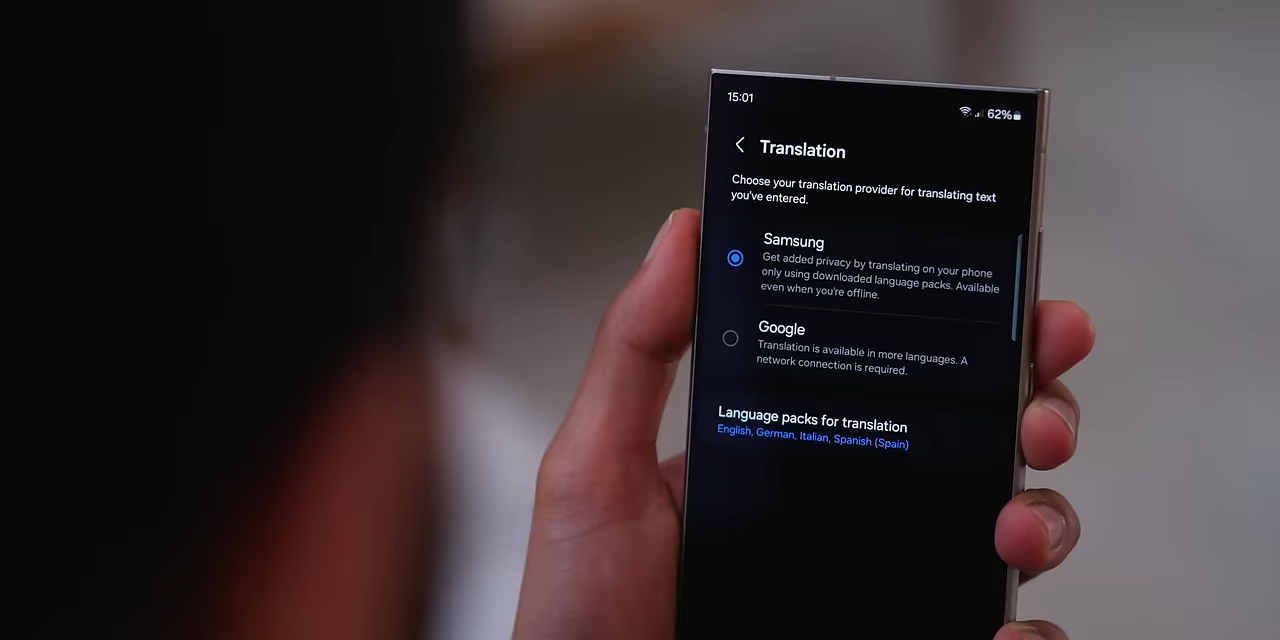 15:01
62%
Translation
Choose your translation provider for translating text
you've entered.
Samsung
Get added privacy by translating on your phone
only using downloaded language packs. Available
even when you're offline.
Google
Translation is available in more languages. A
network connection is required.
Language packs for translation
English, German, Italian, Spanish (Spain)